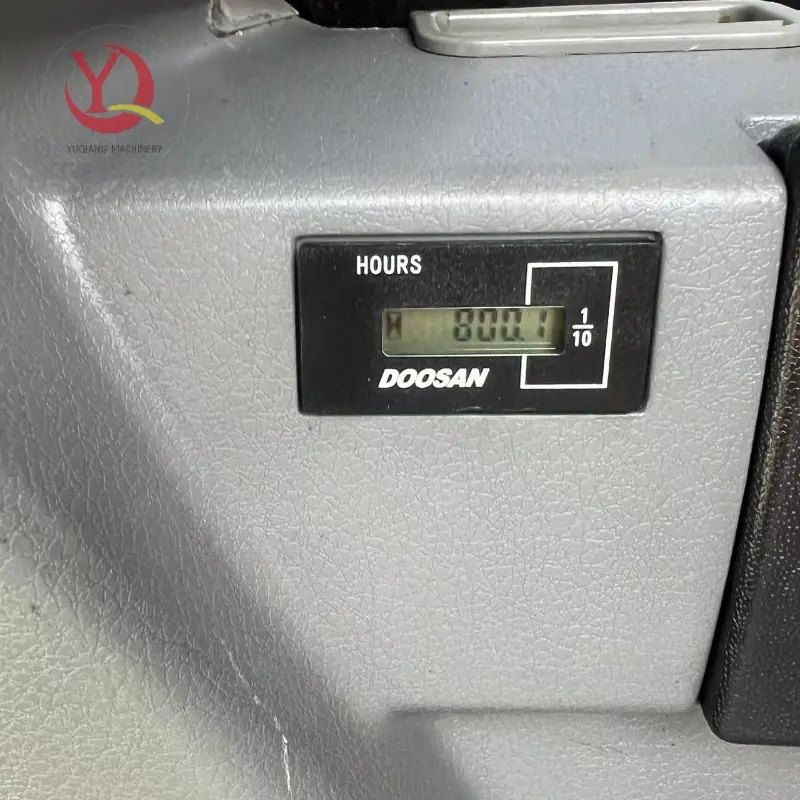 YQ
YUQIANG MACHINERY
HOURS
800.1
1
10
DOOSAN